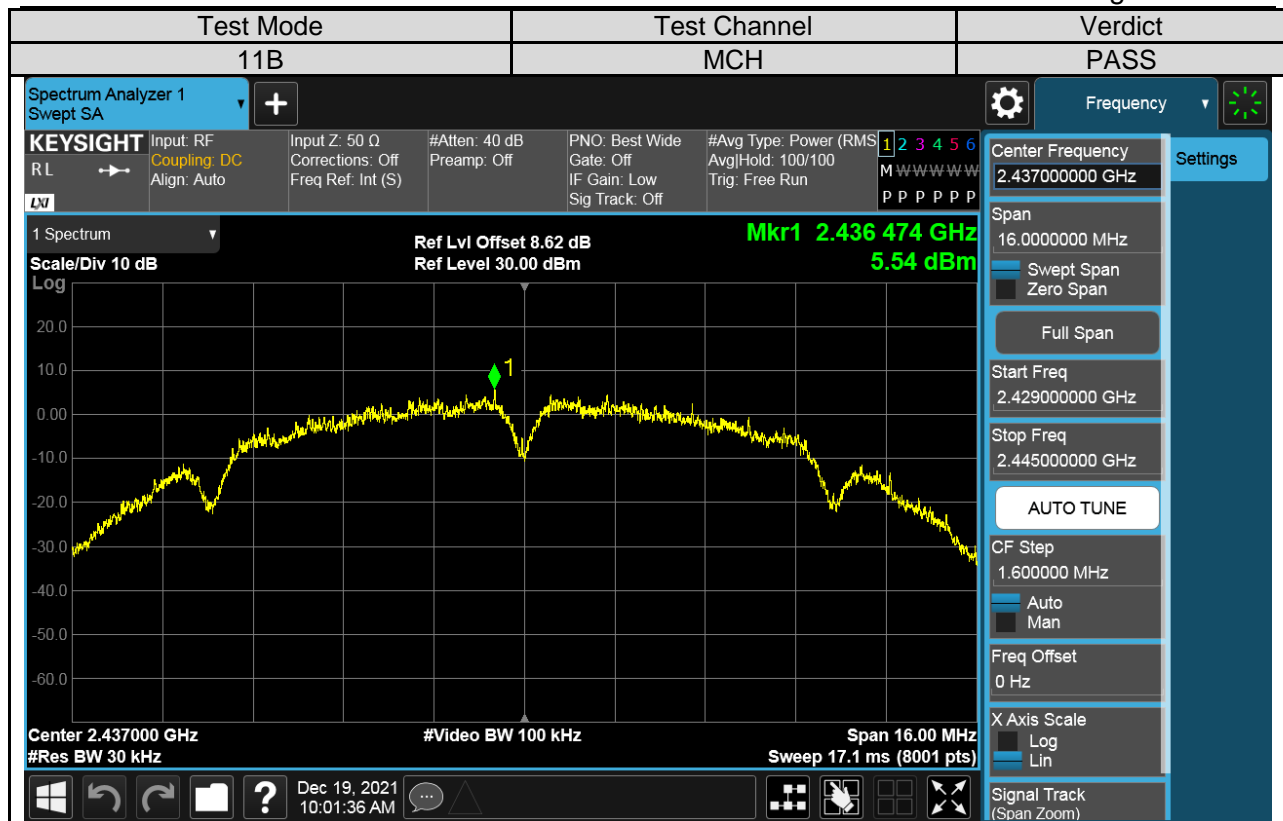 Test Mode Test Channel Verdict
11B MCH PASS
Spectrum Analyzer 1
Swept SA
Frequency
KEYSIGHT
RL
LXI
Input: RF
Coupling: DC
Align: Auto
Input Z: 50 Ω
Corrections: Off
Freq Ref: Int (S)
#Atten: 40 dB
Preamp: Off
PNO: Best Wide
Gate: Off
IF Gain: Low
Sig Track: Off
#Avg Type: Power (RMS
Avg|Hold: 100/100
Trig: Free Run
1 2 3 4 5 6
M W W W W W
P P P P P P
1 Spectrum
Scale/Div 10 dB
Ref Lvl Offset 8.62 dB
Ref Level 30.00 dBm
Mkr1 2.436 474 GHz
5.54 dBm
Log
20.0
10.0
0.00
-10.0
-20.0
-30.0
-40.0
-50.0
-60.0
1
Center 2.437000 GHz
#Res BW 30 kHz
#Video BW 100 kHz
Span 16.00 MHz
Sweep 17.1 ms (8001 pts)
Center Frequency
2.437000000 GHz
Settings
Span
16.0000000 MHz
Swept Span
Zero Span
Full Span
Start Freq
2.429000000 GHz
Stop Freq
2.445000000 GHz
AUTO TUNE
CF Step
1.600000 MHz
Auto
Man
Freq Offset
0 Hz
X Axis Scale
Log
Lin
Signal Track
(Span Zoom)
?
Dec 19, 2021
10:01:36 AM